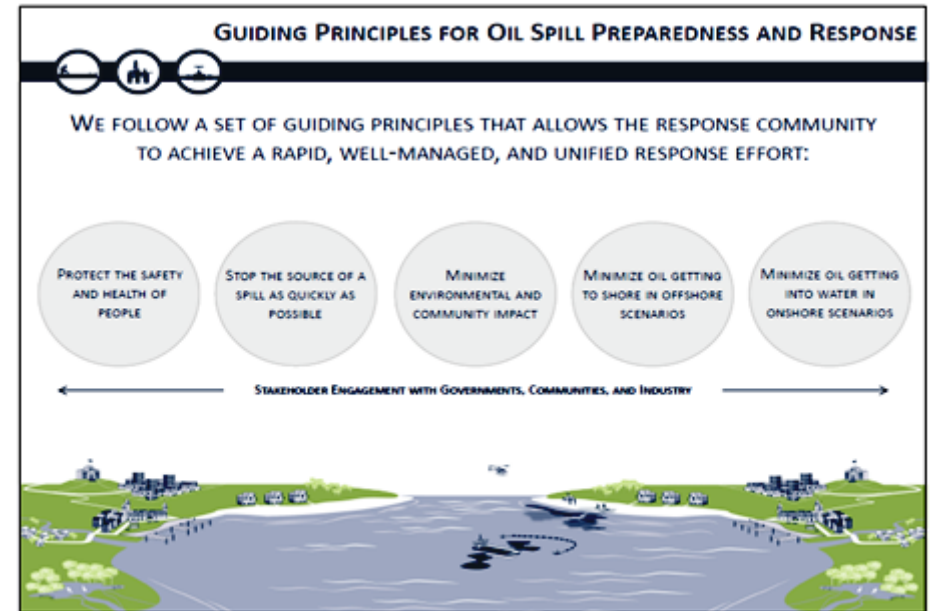 GUIDING PRINCIPLES FOR OIL SPILL PREPAREDNESS AND RESPONSE
WE FOLLOW A SET OF GUIDING PRINCIPLES THAT ALLOWS THE RESPONSE COMMUNITY
TO ACHIEVE A RAPID, WELL-MANAGED, AND UNIFIED RESPONSE EFFORT:
PROTECT THE SAFETY
AND HEALTH OF
PEOPLE
STOP THE SOURCE OF A
SPILL AS QUICKLY AS
POSSIBLE
MINIMIZE
ENVIRONMENTAL AND
COMMUNITY IMPACT
MINIMIZE OIL GETTING
TO SHORE IN OFFSHORE
SCENARIOS
MINIMIZE OIL GETTING
INTO WATER IN
ONSHORE SCENARIOS
STAKEHOLDER ENGAGEMENT WITH GOVERNMENTS, COMMUNITIES, AND INDUSTRY